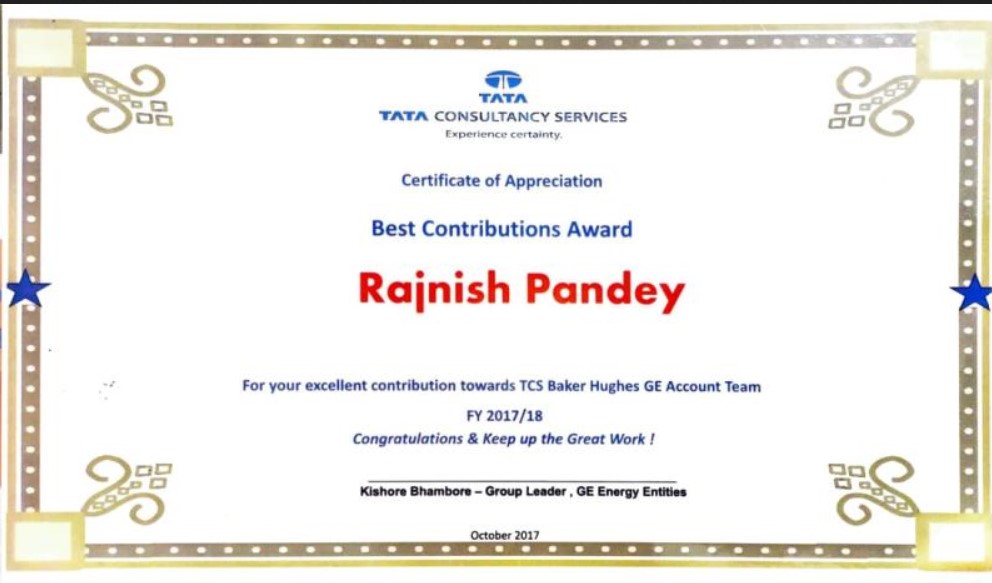 TATA
TATA CONSULTANCY SERVICES
Experience certainty.
Certificate of Appreciation
Best Contributions Award
Rajnish Pandey
For your excellent contribution towards TCS Baker Hughes GE Account Team
FY 2017/18
Congratulations & Keep up the Great Work !
Kishore Bhambore – Group Leader , GE Energy Entities
October 2017